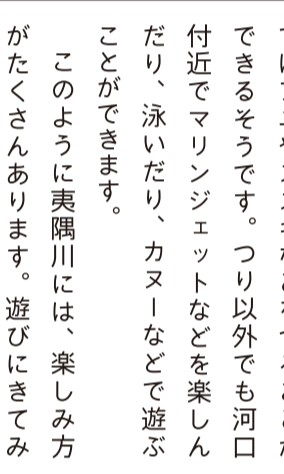 できるそうです。つり以外でも河口
付近でマリンジェットなどを楽しん
だり、泳いだり、カヌーなどで遊ぶ
ことができます。
このように夷隅川には、楽しみ方
がたくさんあります。遊びにきてみ